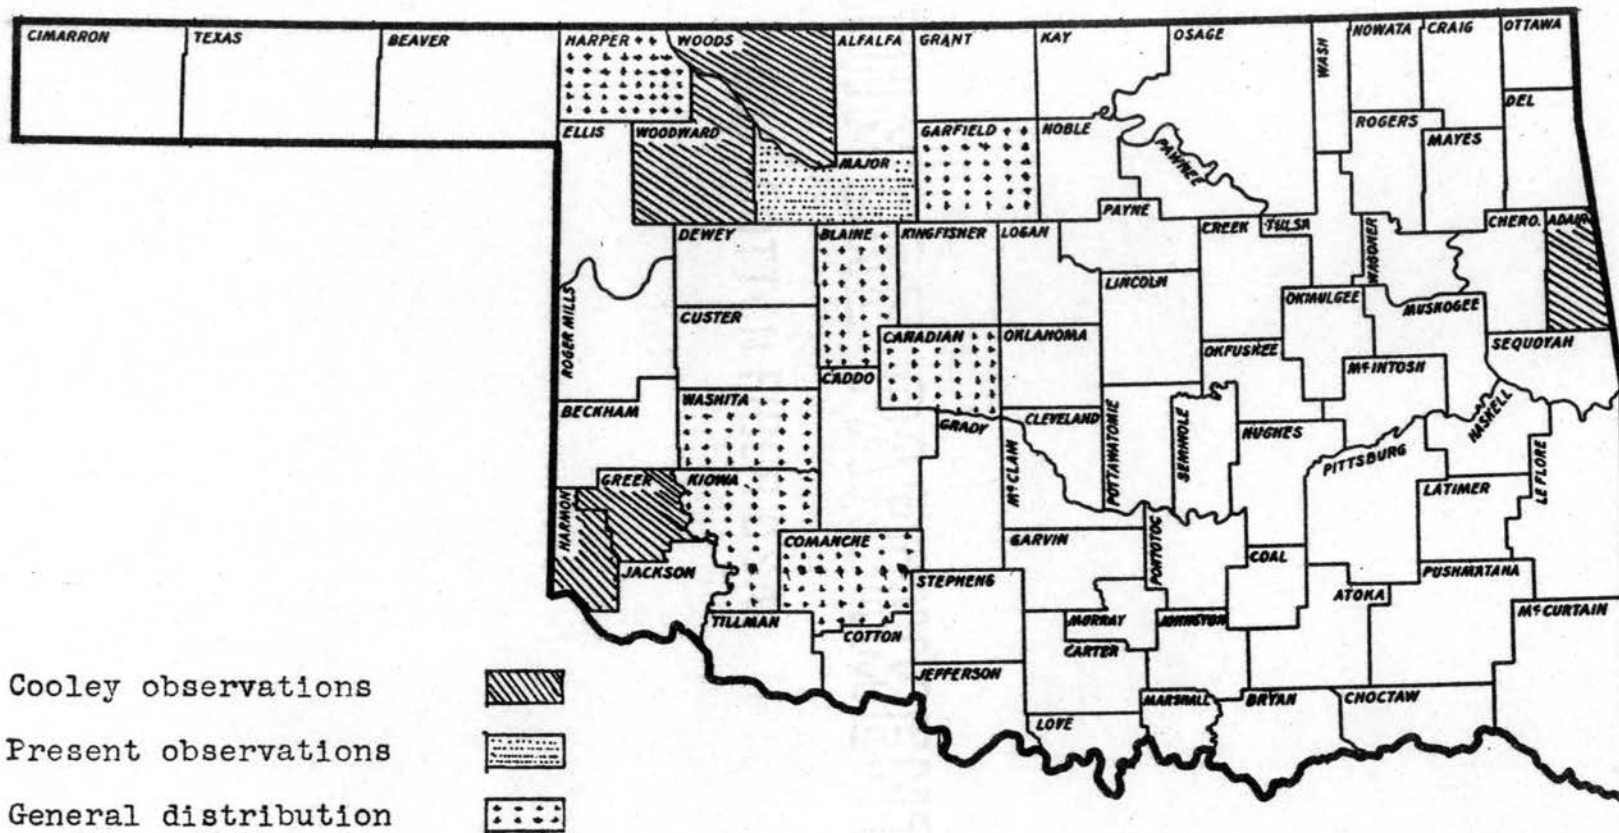 CIMARRON
TEXAS
BEAVER
HARPER
WOODS
ALFALFA
GRANT
KAY
OSAGE
WASH
NOWATA
CRAIG
OTTAWA
DEL
ELLIS
WOODWARD
MAJOR
GARFIELD
NOBLE
PAWNEE
ROGERS
MAYES
PAYNE
DEWEY
BLAINE
KINGFISHER
LOGAN
CREEK
TULSA
WAGONER
CHERO.
ADAIR
LINCOLN
OKMULGEE
MUSKOGEE
ROGER MILLS
CUSTER
CANADIAN
OKLAHOMA
OKFUSKEE
SEQUOYAH
McINTOSH
CADDO
BECKHAM
WASHITA
GRADY
CLEVELAND
McCLAIN
POTTAWATOMIE
SEMINOLE
HUGHES
PITTSBURG
HASKELL
LE FLORE
GREER
KIOWA
LATIMER
HARMON
COMANCHE
GARVIN
PONTOTOC
COAL
JACKSON
STEPHENS
PUSHMATAHA
ATOKA
McCURTAIN
TILLMAN
COTTON
MURRAY
JOHNSTON
CARTER
JEFFERSON
MARSHALL
BRYAN
CHOCTAW
LOVE
Cooley observations
Present observations
General distribution